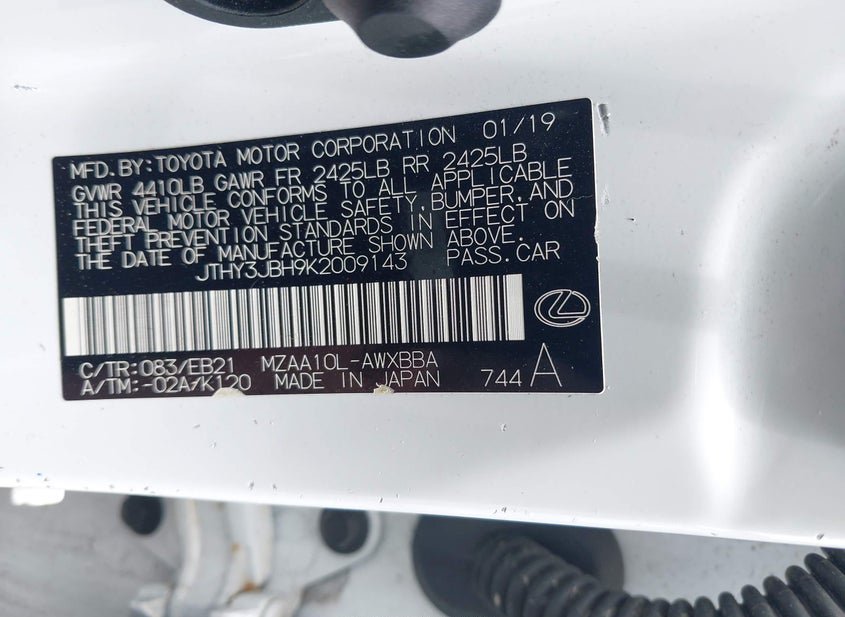 MFD. BY: TOYOTA MOTOR CORPORATION 01/19
GVWR 4410LB GAWR FR 2425LB RR 2425LB
THIS VEHICLE CONFORMS TO ALL APPLICABLE
FEDERAL MOTOR VEHICLE SAFETY, BUMPER, AND
THEFT PREVENTION STANDARDS IN EFFECT ON
THE DATE OF MANUFACTURE SHOWN ABOVE.
JTHY3JBH9K2009143 PASS. CAR
C/TR: 083/EB21 MZAA10L-AWXBBA
A/TM: -02A/K120 MADE IN JAPAN 744 A